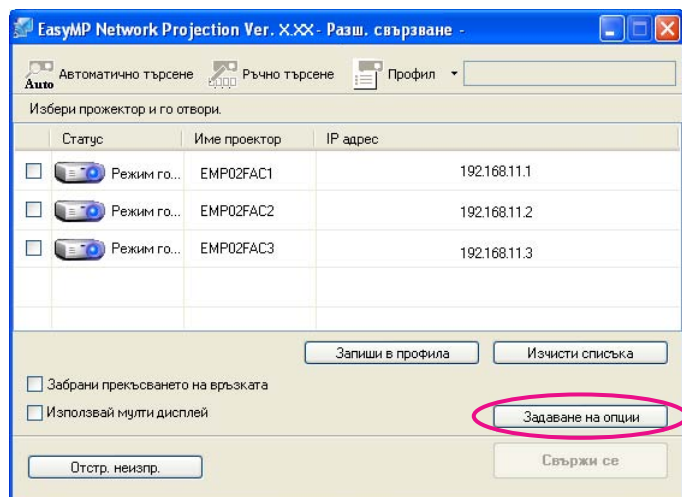 EasyMP Network Projection Ver. X.XX - Разш. свързване -
Auto Автоматично търсене Ръчно търсене Профил
Избери прожектор и го отвори.
Статус Име проектор IP адрес
Режим го... EMP02FAC1 192.168.11.1
Режим го... EMP02FAC2 192.168.11.2
Режим го... EMP02FAC3 192.168.11.3
Запиши в профила Изчисти списъка
Забрани прекъсването на връзката
Използвай мулти дисплей
Задаване на опции
Отстр. неизпр. Свържи се